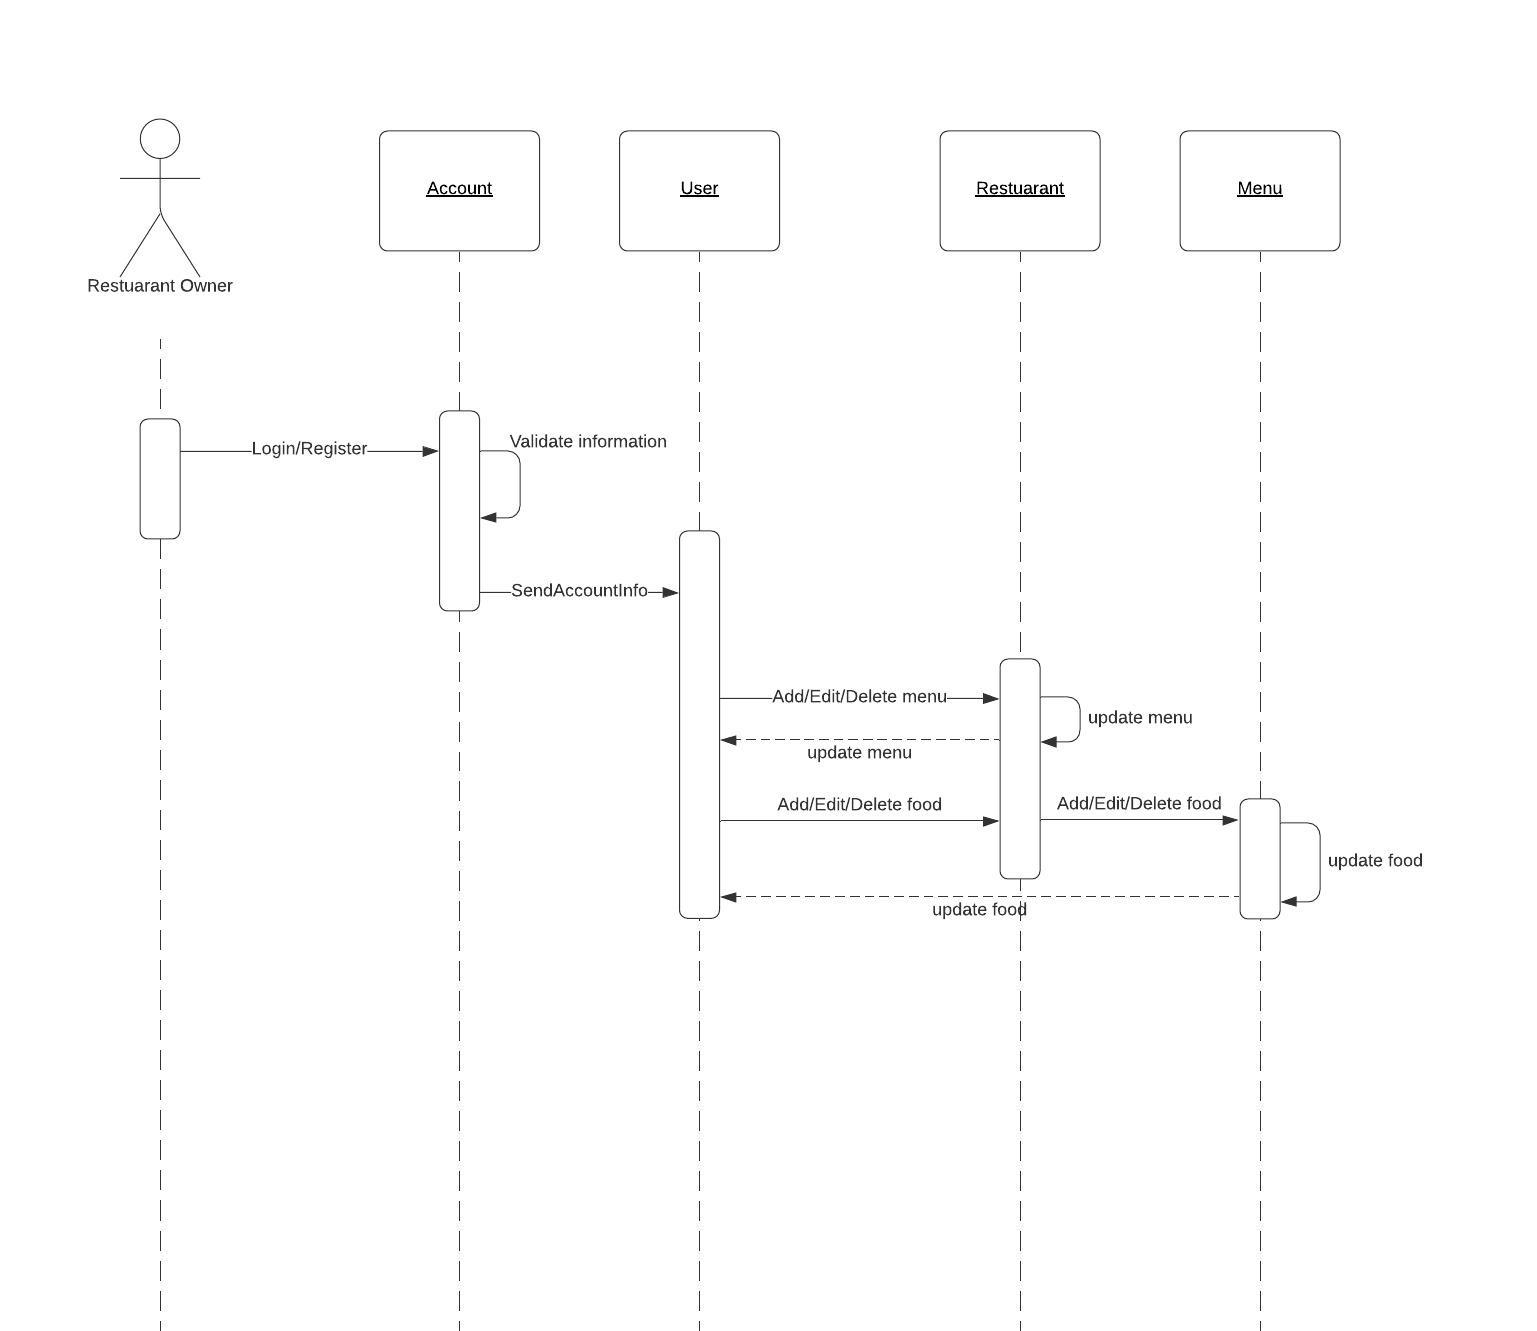 Account
User
Restuarant
Menu
Restuarant Owner
Login/Register
Validate information
SendAccountInfo
Add/Edit/Delete menu
update menu
update menu
Add/Edit/Delete food
Add/Edit/Delete food
update food
update food